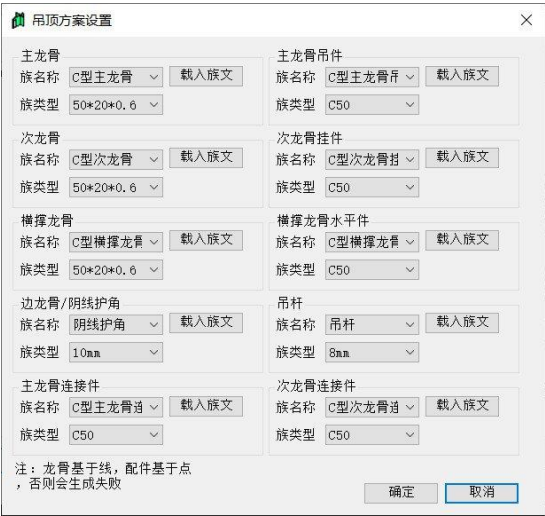 吊顶方案设置
主龙骨
族名称 C型主龙骨 载入族文
族类型 50*20*0.6
主龙骨吊件
族名称 C型主龙骨吊 载入族文
族类型 C50
次龙骨
族名称 C型次龙骨 载入族文
族类型 50*20*0.6
次龙骨挂件
族名称 C型次龙骨挂 载入族文
族类型 C50
横撑龙骨
族名称 C型横撑龙骨 载入族文
族类型 50*20*0.6
横撑龙骨水平件
族名称 C型横撑龙骨 载入族文
族类型 C50
边龙骨/阴线护角
族名称 阴线护角 载入族文
族类型 10mm
吊杆
族名称 吊杆 载入族文
族类型 8mm
主龙骨连接件
族名称 C型主龙骨连 载入族文
族类型 C50
次龙骨连接件
族名称 C型次龙骨连 载入族文
族类型 C50
注：龙骨基于线，配件基于点
，否则会生成失败
确定 取消